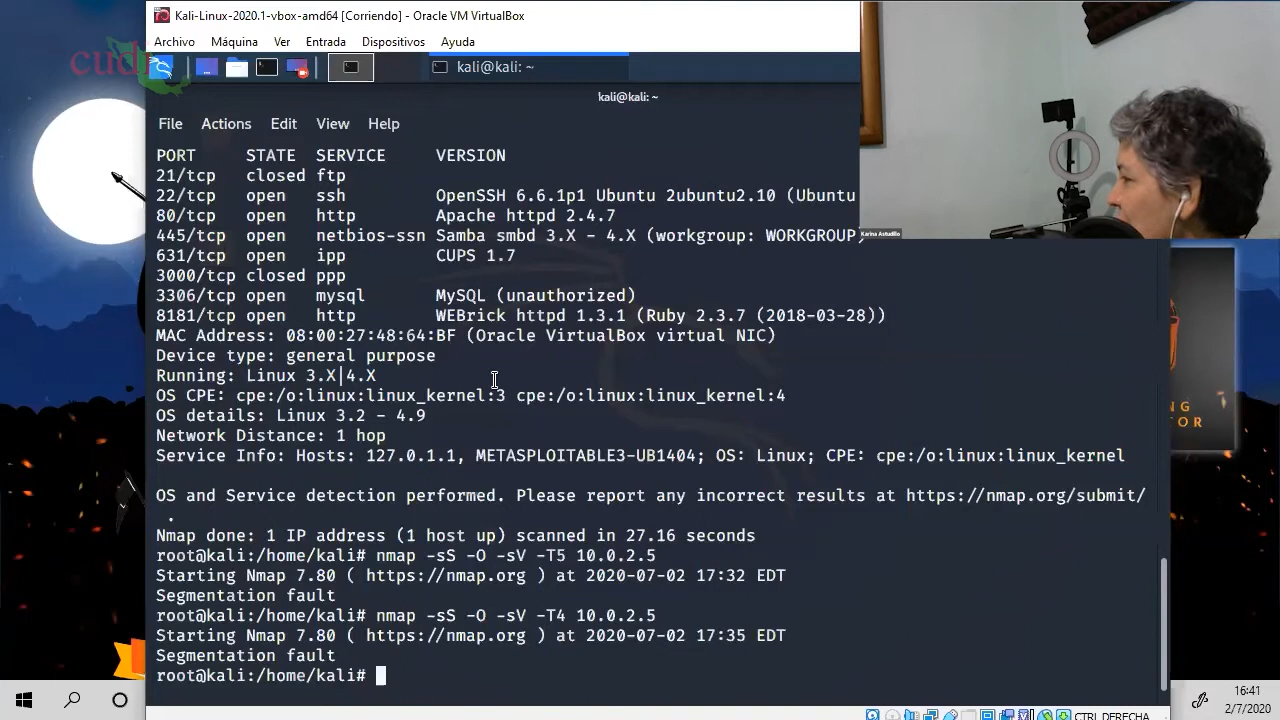 Kali-Linux-2020.1-vbox-amd64 [Corriendo] - Oracle VM VirtualBox
Archivo Máquina Ver Entrada Dispositivos Ayuda
cudi
kali@kali: ~
kali@kali: ~
File Actions Edit View Help
PORT STATE SERVICE VERSION
21/tcp closed ftp
22/tcp open ssh OpenSSH 6.6.1p1 Ubuntu 2ubuntu2.10 (Ubuntu
80/tcp open http Apache httpd 2.4.7
445/tcp open netbios-ssn Samba smbd 3.X - 4.X (workgroup: WORKGROUP)
631/tcp open ipp CUPS 1.7
3000/tcp closed ppp
3306/tcp open mysql MySQL (unauthorized)
8181/tcp open http WEBrick httpd 1.3.1 (Ruby 2.3.7 (2018-03-28))
MAC Address: 08:00:27:48:64:BF (Oracle VirtualBox virtual NIC)
Device type: general purpose
Running: Linux 3.X|4.X
OS CPE: cpe:/o:linux:linux_kernel:3 cpe:/o:linux:linux_kernel:4
OS details: Linux 3.2 - 4.9
Network Distance: 1 hop
Service Info: Hosts: 127.0.1.1, METASPLOITABLE3-UB1404; OS: Linux; CPE: cpe:/o:linux:linux_kernel
OS and Service detection performed. Please report any incorrect results at https://nmap.org/submit/
.
Nmap done: 1 IP address (1 host up) scanned in 27.16 seconds
root@kali:/home/kali# nmap -sS -O -sV -T5 10.0.2.5
Starting Nmap 7.80 ( https://nmap.org ) at 2020-07-02 17:32 EDT
Segmentation fault
root@kali:/home/kali# nmap -sS -O -sV -T4 10.0.2.5
Starting Nmap 7.80 ( https://nmap.org ) at 2020-07-02 17:35 EDT
Segmentation fault
root@kali:/home/kali#
Karina Astudillo
NG
TOR
CTRL DERECHA
16:41
2/7/2020